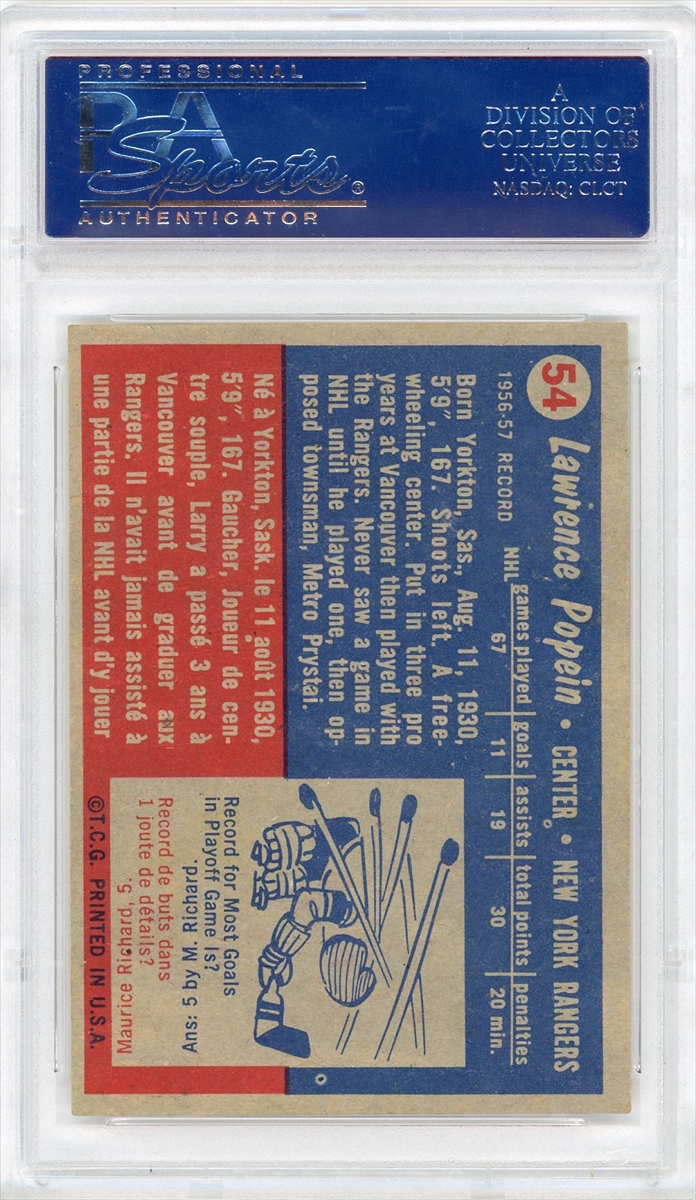 PROFESSIONAL
PSA
Sports®
AUTHENTICATOR
A
DIVISION OF
COLLECTORS
UNIVERSE
NASDAQ: CLCT
54 Lawrence Popein • CENTER • NEW YORK RANGERS
1956-57 RECORD games played goals assists total points penalties
NHL 67 11 19 30 20 min.
Born Yorkton, Sas., Aug. 11, 1930,
5'9", 167. Shoots left. A free-
wheeling center. Put in three pro
years at Vancouver then played with
the Rangers. Never saw a game in
NHL until he played one, then op-
posed townsman, Metro Prystai.
Né à Yorkton, Sask. le 11 août 1930,
5'9", 167. Gaucher, Joueur de cen-
tre souple, Larry a passé 3 ans à
Vancouver avant de graduer aux
Rangers. Il n'avait jamais assisté à
une partie de la NHL avant d'y jouer
Record for Most Goals
in Playoff Game Is?
Ans: 5 by M. Richard.
Record de buts dans
1 joute de détails?
Maurice Richard, 5.
©T.C.G. PRINTED IN U.S.A.